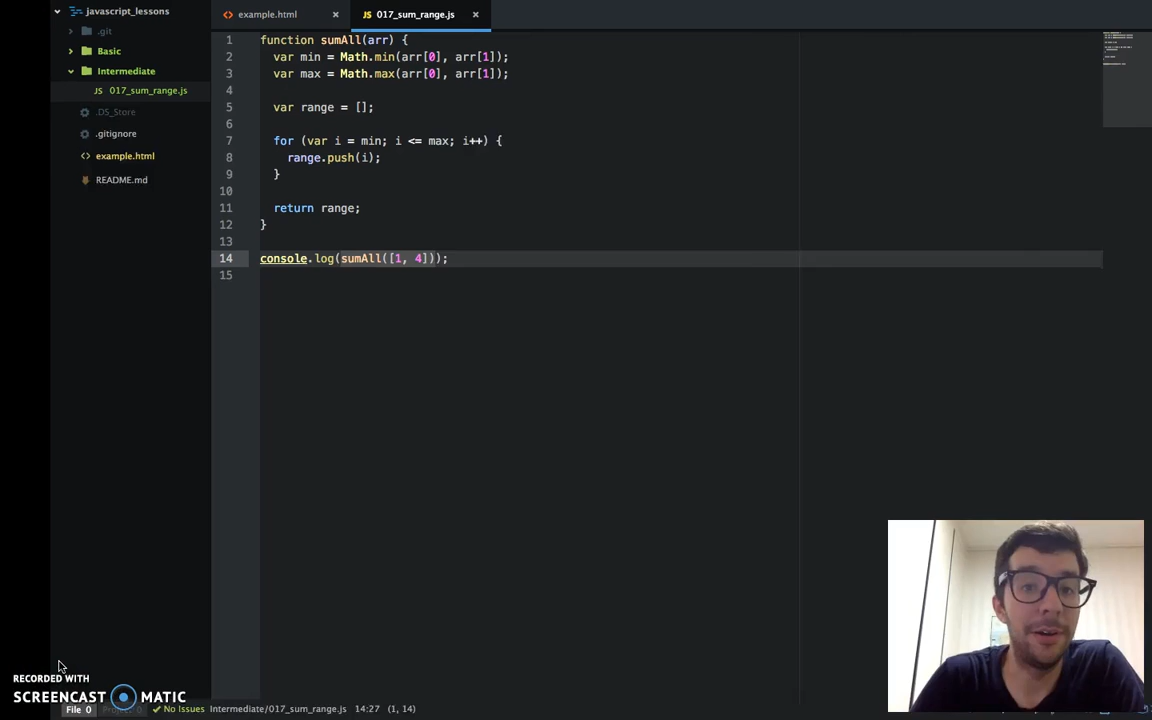 javascript_lessons
.git
Basic
Intermediate
017_sum_range.js
.DS_Store
.gitignore
example.html
README.md
example.html ×
017_sum_range.js ×
1 function sumAll(arr) {
2 var min = Math.min(arr[0], arr[1]);
3 var max = Math.max(arr[0], arr[1]);
4
5 var range = [];
6
7 for (var i = min; i <= max; i++) {
8 range.push(i);
9 }
10
11 return range;
12 }
13
14 console.log(sumAll([1, 4]));
15
RECORDED WITH
SCREENCAST MATIC
File 0 Project 0 No Issues Intermediate/017_sum_range.js 14:27 (1, 14)